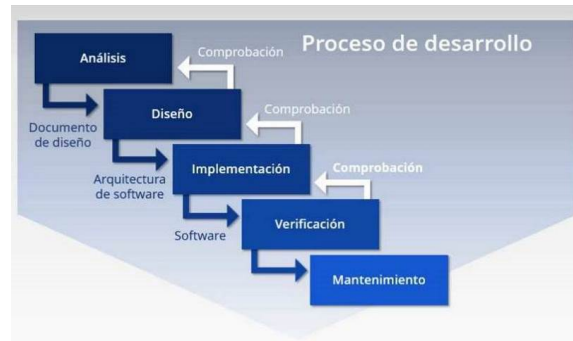 Proceso de desarrollo
Análisis
Comprobación
Documento
de diseño
Diseño
Comprobación
Arquitectura
de software
Implementación
Comprobación
Software
Verificación
Mantenimiento